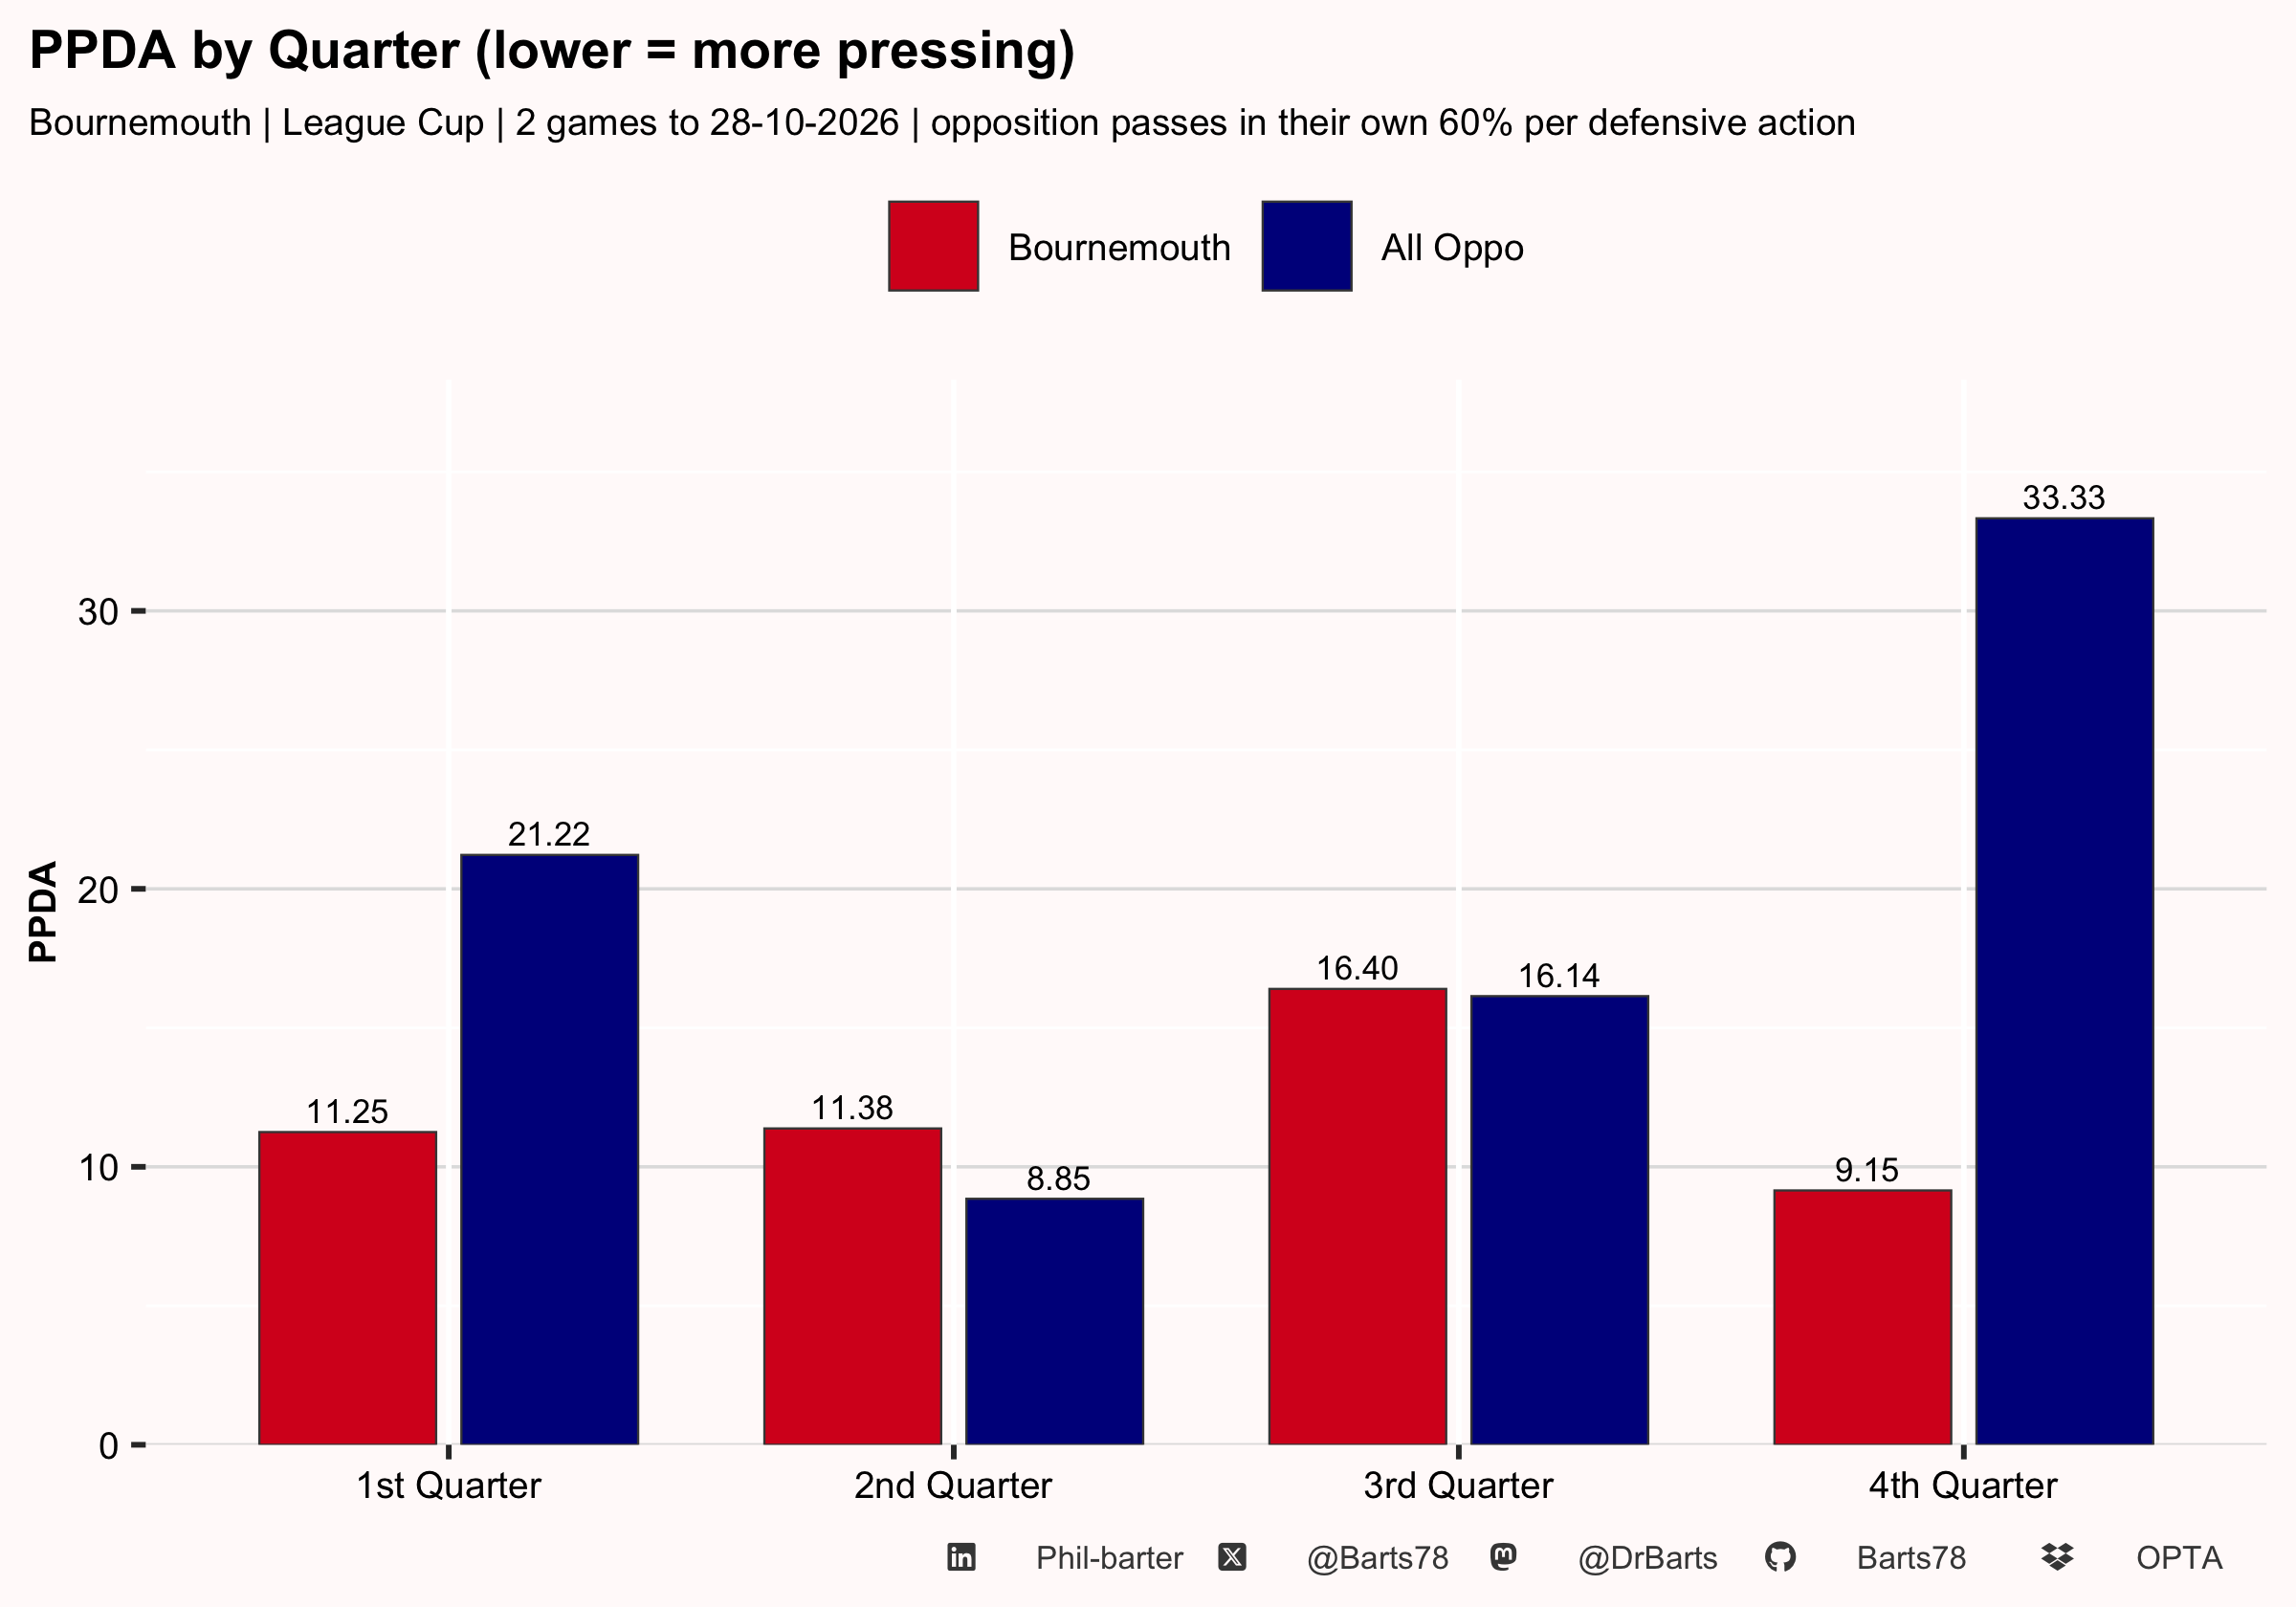 PPDA by Quarter (lower = more pressing)
Bournemouth | League Cup | 2 games to 28-10-2026 | opposition passes in their own 60% per defensive action
Bournemouth All Oppo
PPDA
30
20
10
0
11.25 21.22
11.38 8.85
16.40 16.14
9.15 33.33
1st Quarter 2nd Quarter 3rd Quarter 4th Quarter
Phil-barter @Barts78 @DrBarts Barts78 OPTA